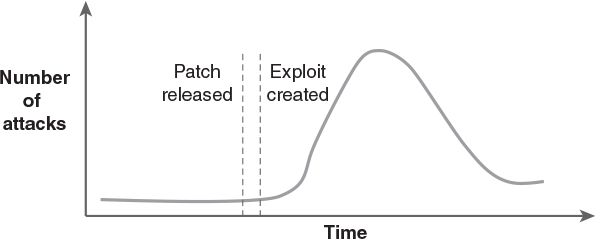 Number
of
attacks
Patch
released
Exploit
created
Time